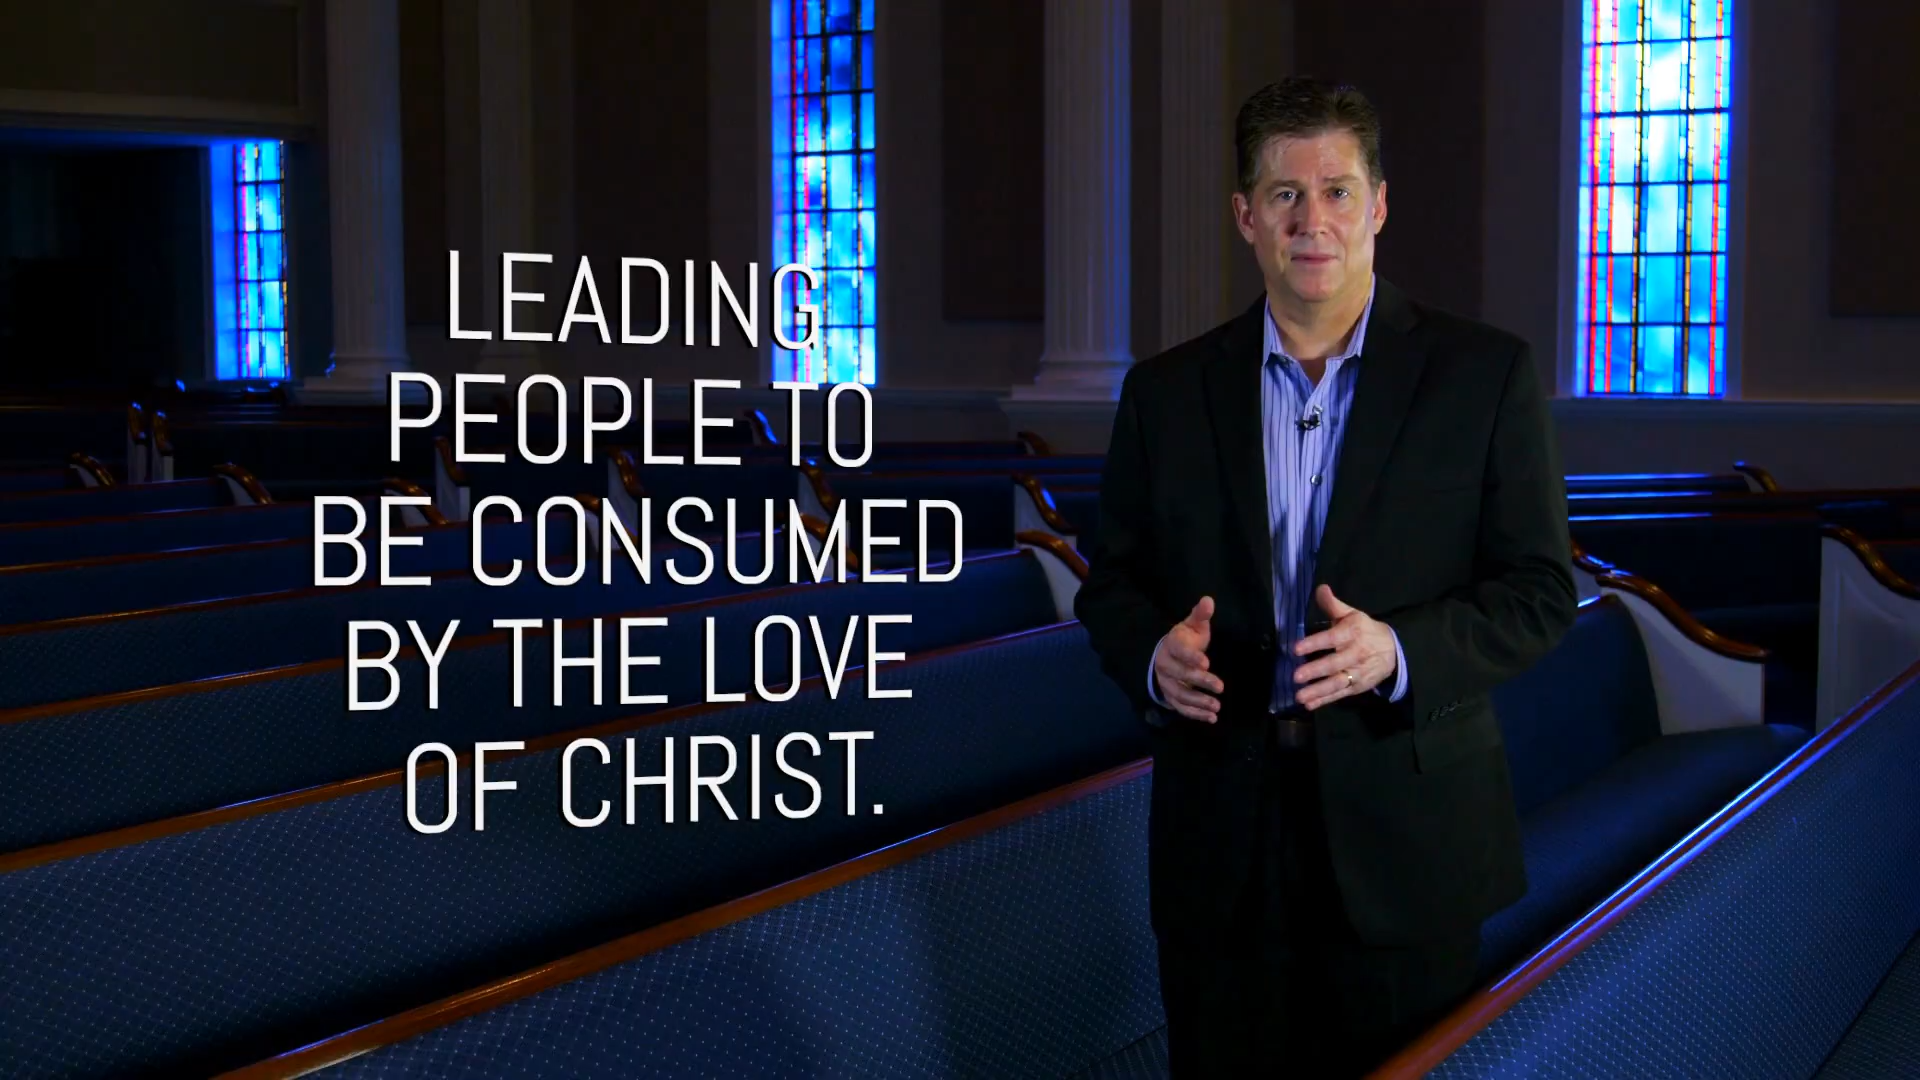 LEADING
PEOPLE TO
BE CONSUMED
BY THE LOVE
OF CHRIST.